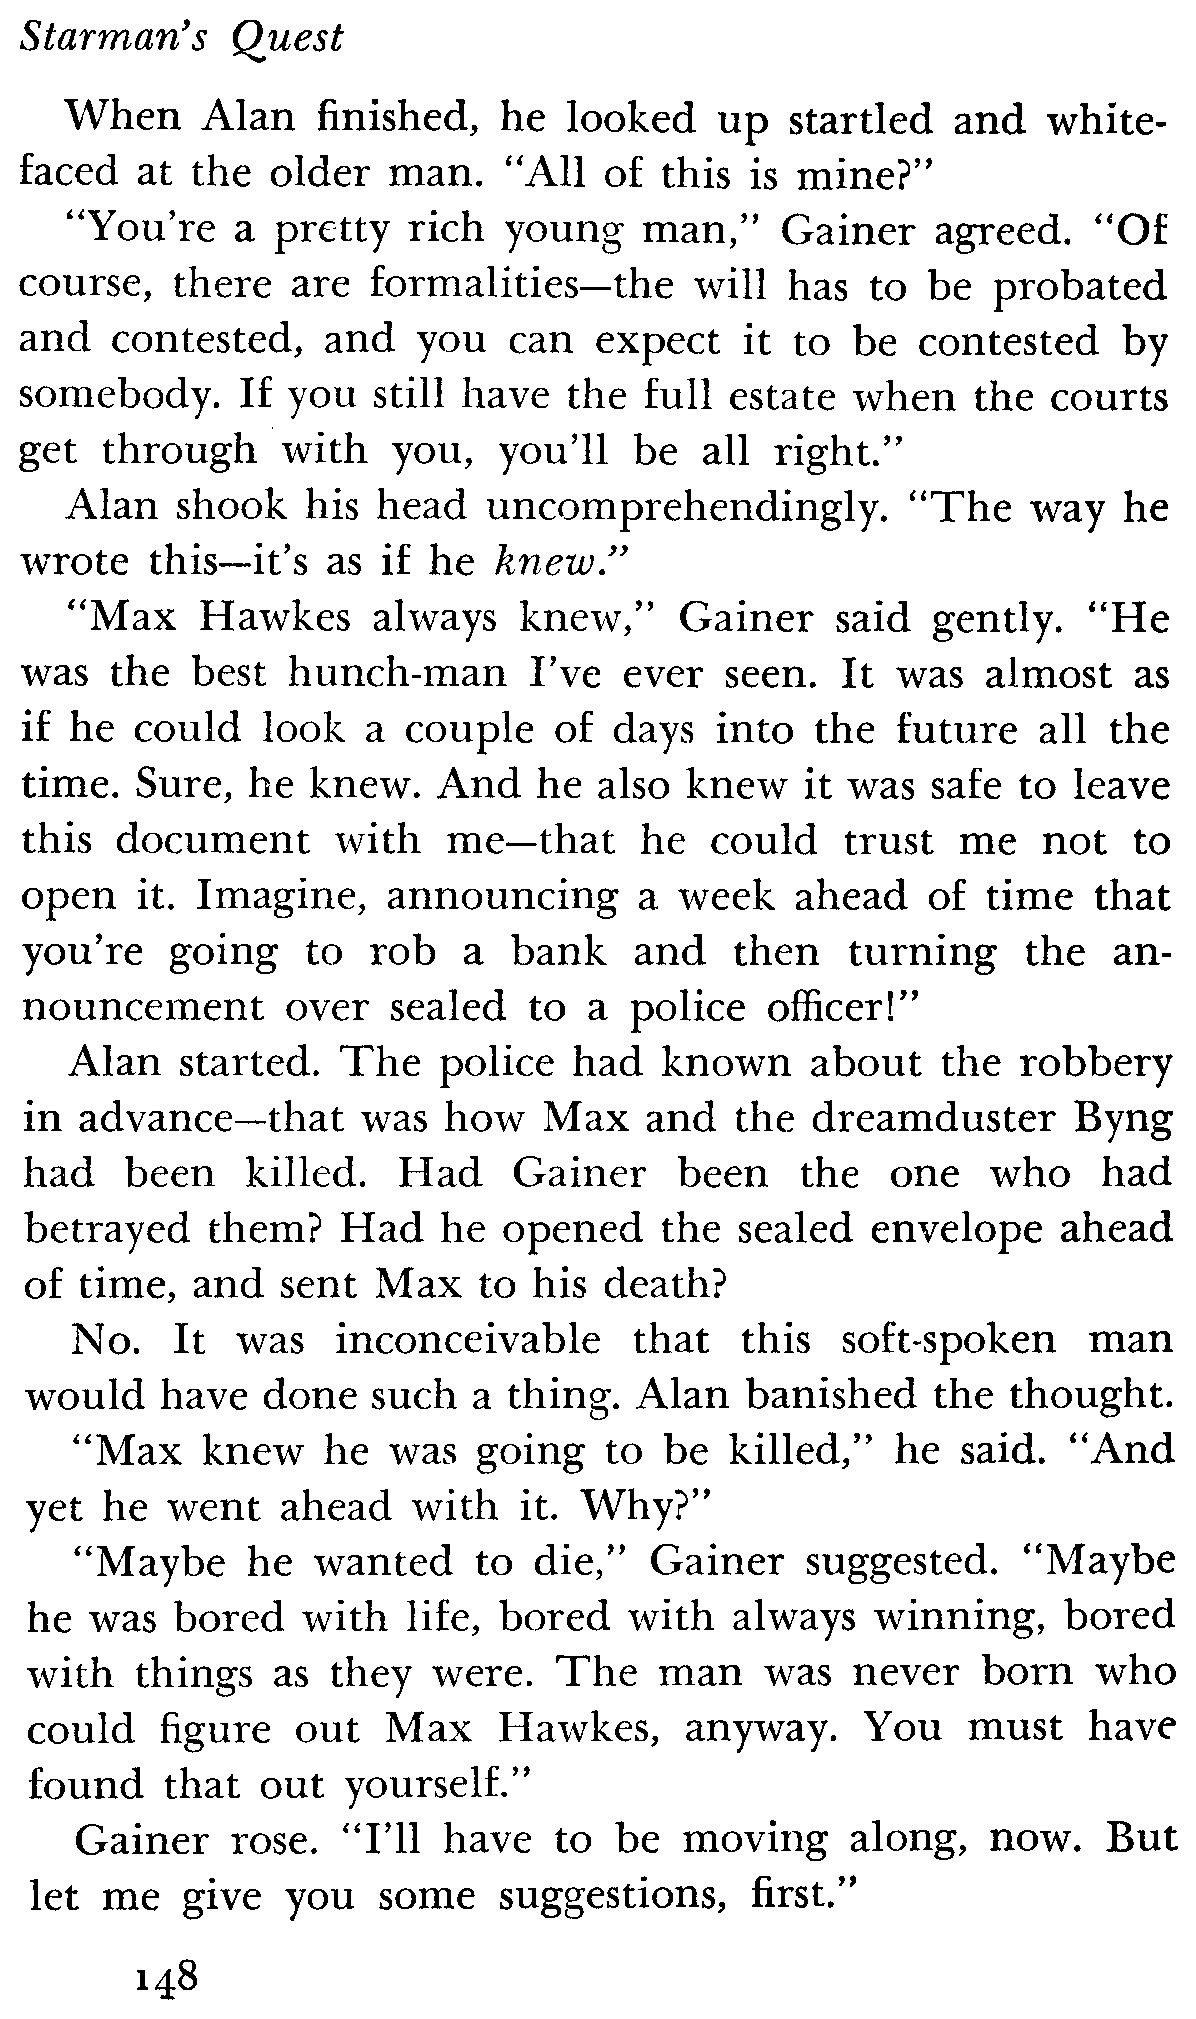 Starman's Quest
When Alan finished, he looked up startled and white-
faced at the older man. “All of this is mine?”
“You're a pretty rich young man,” Gainer agreed. “Of
course, there are formalities—the will has to be probated
and contested, and you can expect it to be contested by
somebody. If you still have the full estate when the courts
get through with you, you'll be all right.”
Alan shook his head uncomprehendingly. “The way he
wrote this—it's as if he knew.”
“Max Hawkes always knew,” Gainer said gently. “He
was the best hunch-man I've ever seen. It was almost as
if he could look a couple of days into the future all the
time. Sure, he knew. And he also knew it was safe to leave
this document with me—that he could trust me not to
open it. Imagine, announcing a week ahead of time that
you're going to rob a bank and then turning the an-
nouncement over sealed to a police officer!”
Alan started. The police had known about the robbery
in advance—that was how Max and the dreamduster Byng
had been killed. Had Gainer been the one who had
betrayed them? Had he opened the sealed envelope ahead
of time, and sent Max to his death?
No. It was inconceivable that this soft-spoken man
would have done such a thing. Alan banished the thought.
“Max knew he was going to be killed,” he said. “And
yet he went ahead with it. Why?”
“Maybe he wanted to die,” Gainer suggested. “Maybe
he was bored with life, bored with always winning, bored
with things as they were. The man was never born who
could figure out Max Hawkes, anyway. You must have
found that out yourself.”
Gainer rose. “I'll have to be moving along, now. But
let me give you some suggestions, first.”
148